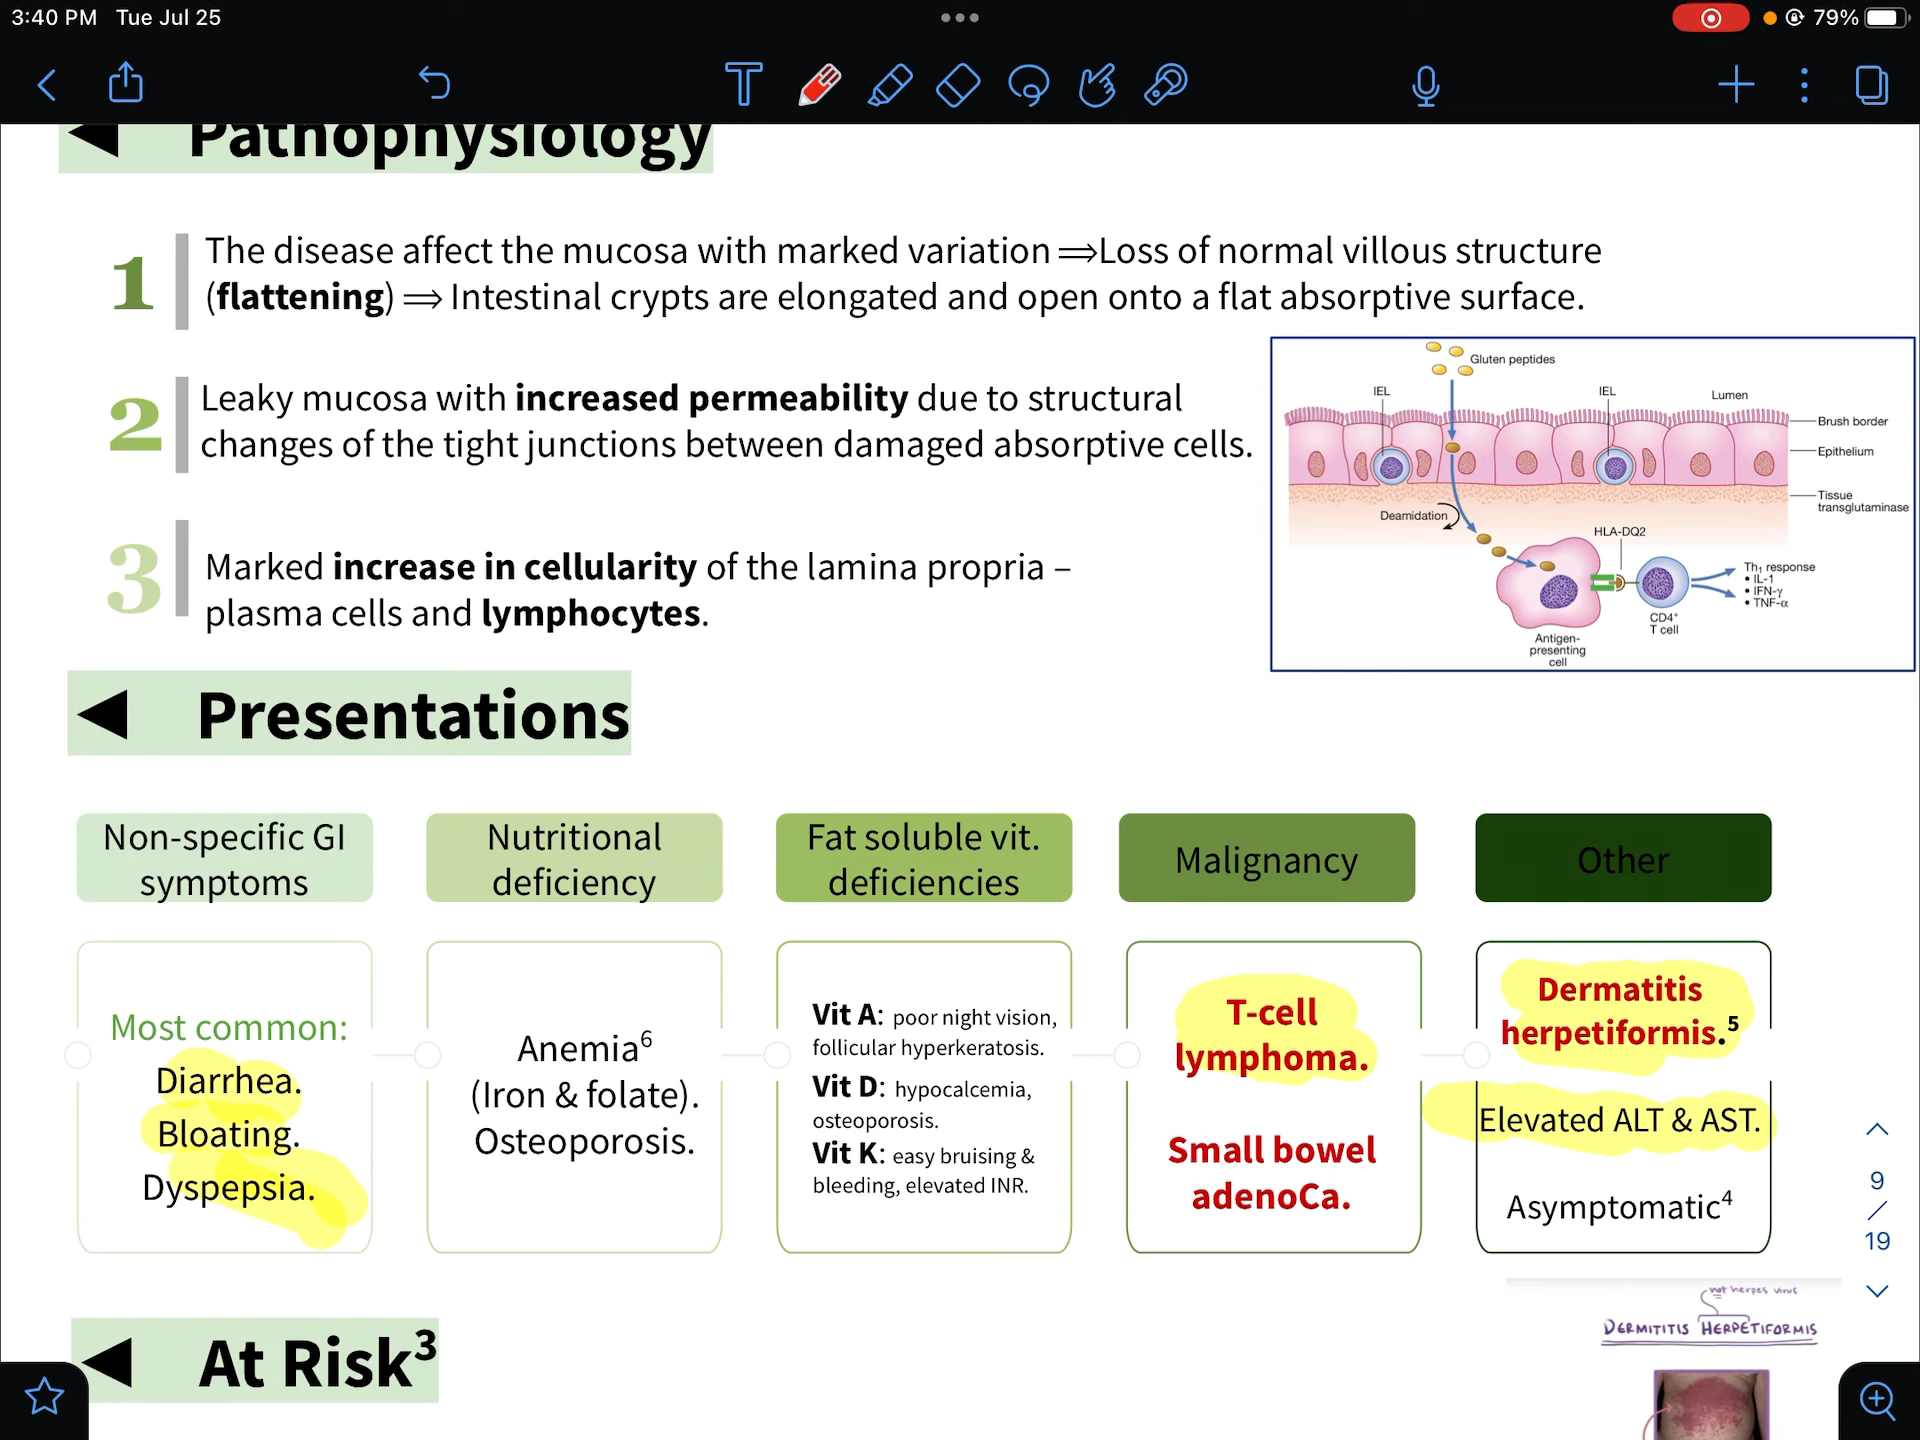 3:40 PM Tue Jul 25
79%
Pathophysiology
1
The disease affect the mucosa with marked variation ⟹Loss of normal villous structure
(flattening) ⟹ Intestinal crypts are elongated and open onto a flat absorptive surface.
2
Leaky mucosa with increased permeability due to structural
changes of the tight junctions between damaged absorptive cells.
3
Marked increase in cellularity of the lamina propria –
plasma cells and lymphocytes.
Gluten peptides
IEL
IEL
Lumen
Brush border
Epithelium
Tissue
transglutaminase
Deamidation
HLA-DQ2
Th₁ response
• IL-1
• IFN-γ
• TNF-α
CD4⁺
T cell
Antigen-
presenting
cell
Presentations
Non-specific GI
symptoms
Most common:
Diarrhea.
Bloating.
Dyspepsia.
Nutritional
deficiency
Anemia⁶
(Iron & folate).
Osteoporosis.
Fat soluble vit.
deficiencies
Vit A: poor night vision,
follicular hyperkeratosis.
Vit D: hypocalcemia,
osteoporosis.
Vit K: easy bruising &
bleeding, elevated INR.
Malignancy
T-cell
lymphoma.
Small bowel
adenoCa.
Other
Dermatitis
herpetiformis.⁵
Elevated ALT & AST.
Asymptomatic⁴
9
/
19
not herpes virus
DERMITITIS HERPETIFORMIS
At Risk³